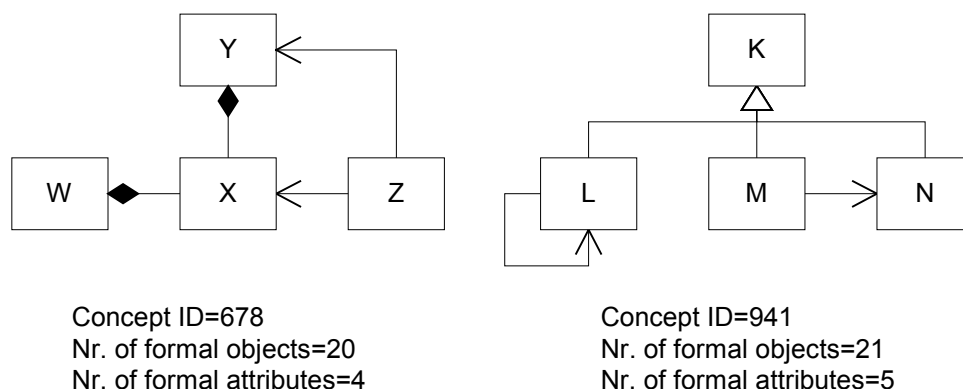 Y
W
X
Z
K
L
M
N
Concept ID=678
Nr. of formal objects=20
Nr. of formal attributes=4
Concept ID=941
Nr. of formal objects=21
Nr. of formal attributes=5